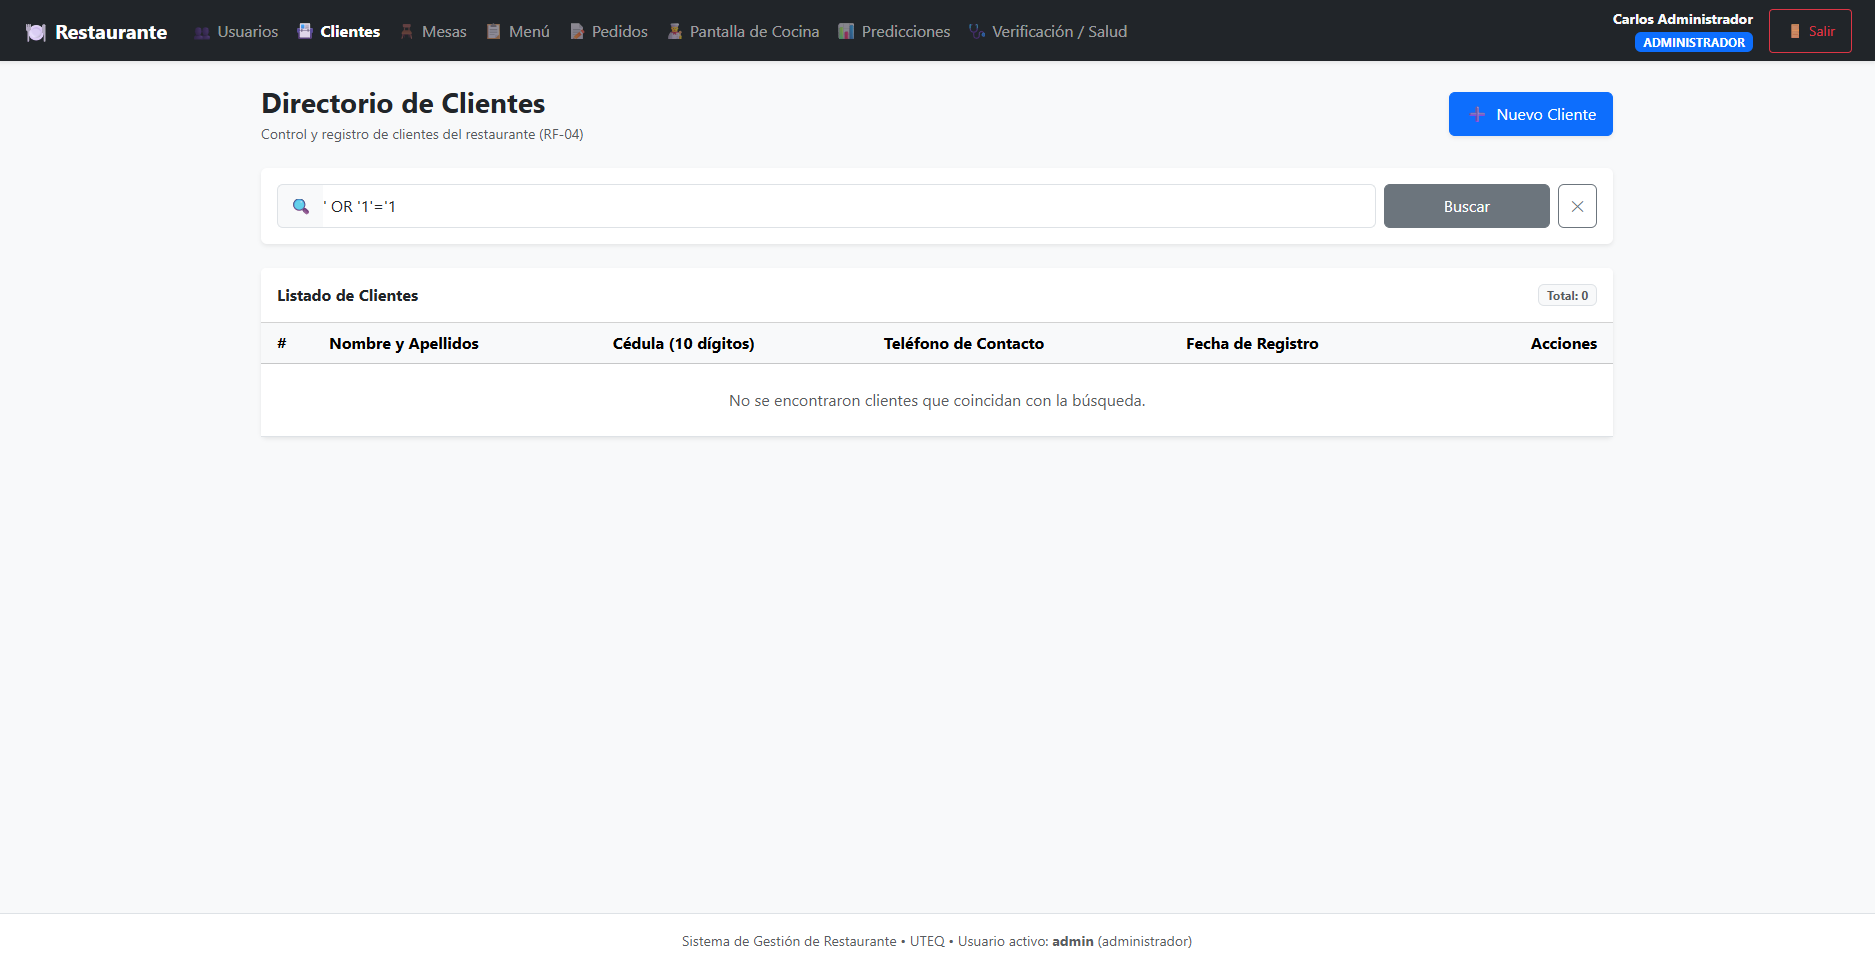 Restaurante Usuarios Clientes Mesas Menú Pedidos Pantalla de Cocina Predicciones Verificación / Salud Carlos Administrador Salir
ADMINISTRADOR
Directorio de Clientes
Control y registro de clientes del restaurante (RF-04)
Nuevo Cliente
' OR '1'='1 Buscar
Listado de Clientes Total: 0
# Nombre y Apellidos Cédula (10 dígitos) Teléfono de Contacto Fecha de Registro Acciones
No se encontraron clientes que coincidan con la búsqueda.
Sistema de Gestión de Restaurante • UTEQ • Usuario activo: admin (administrador)